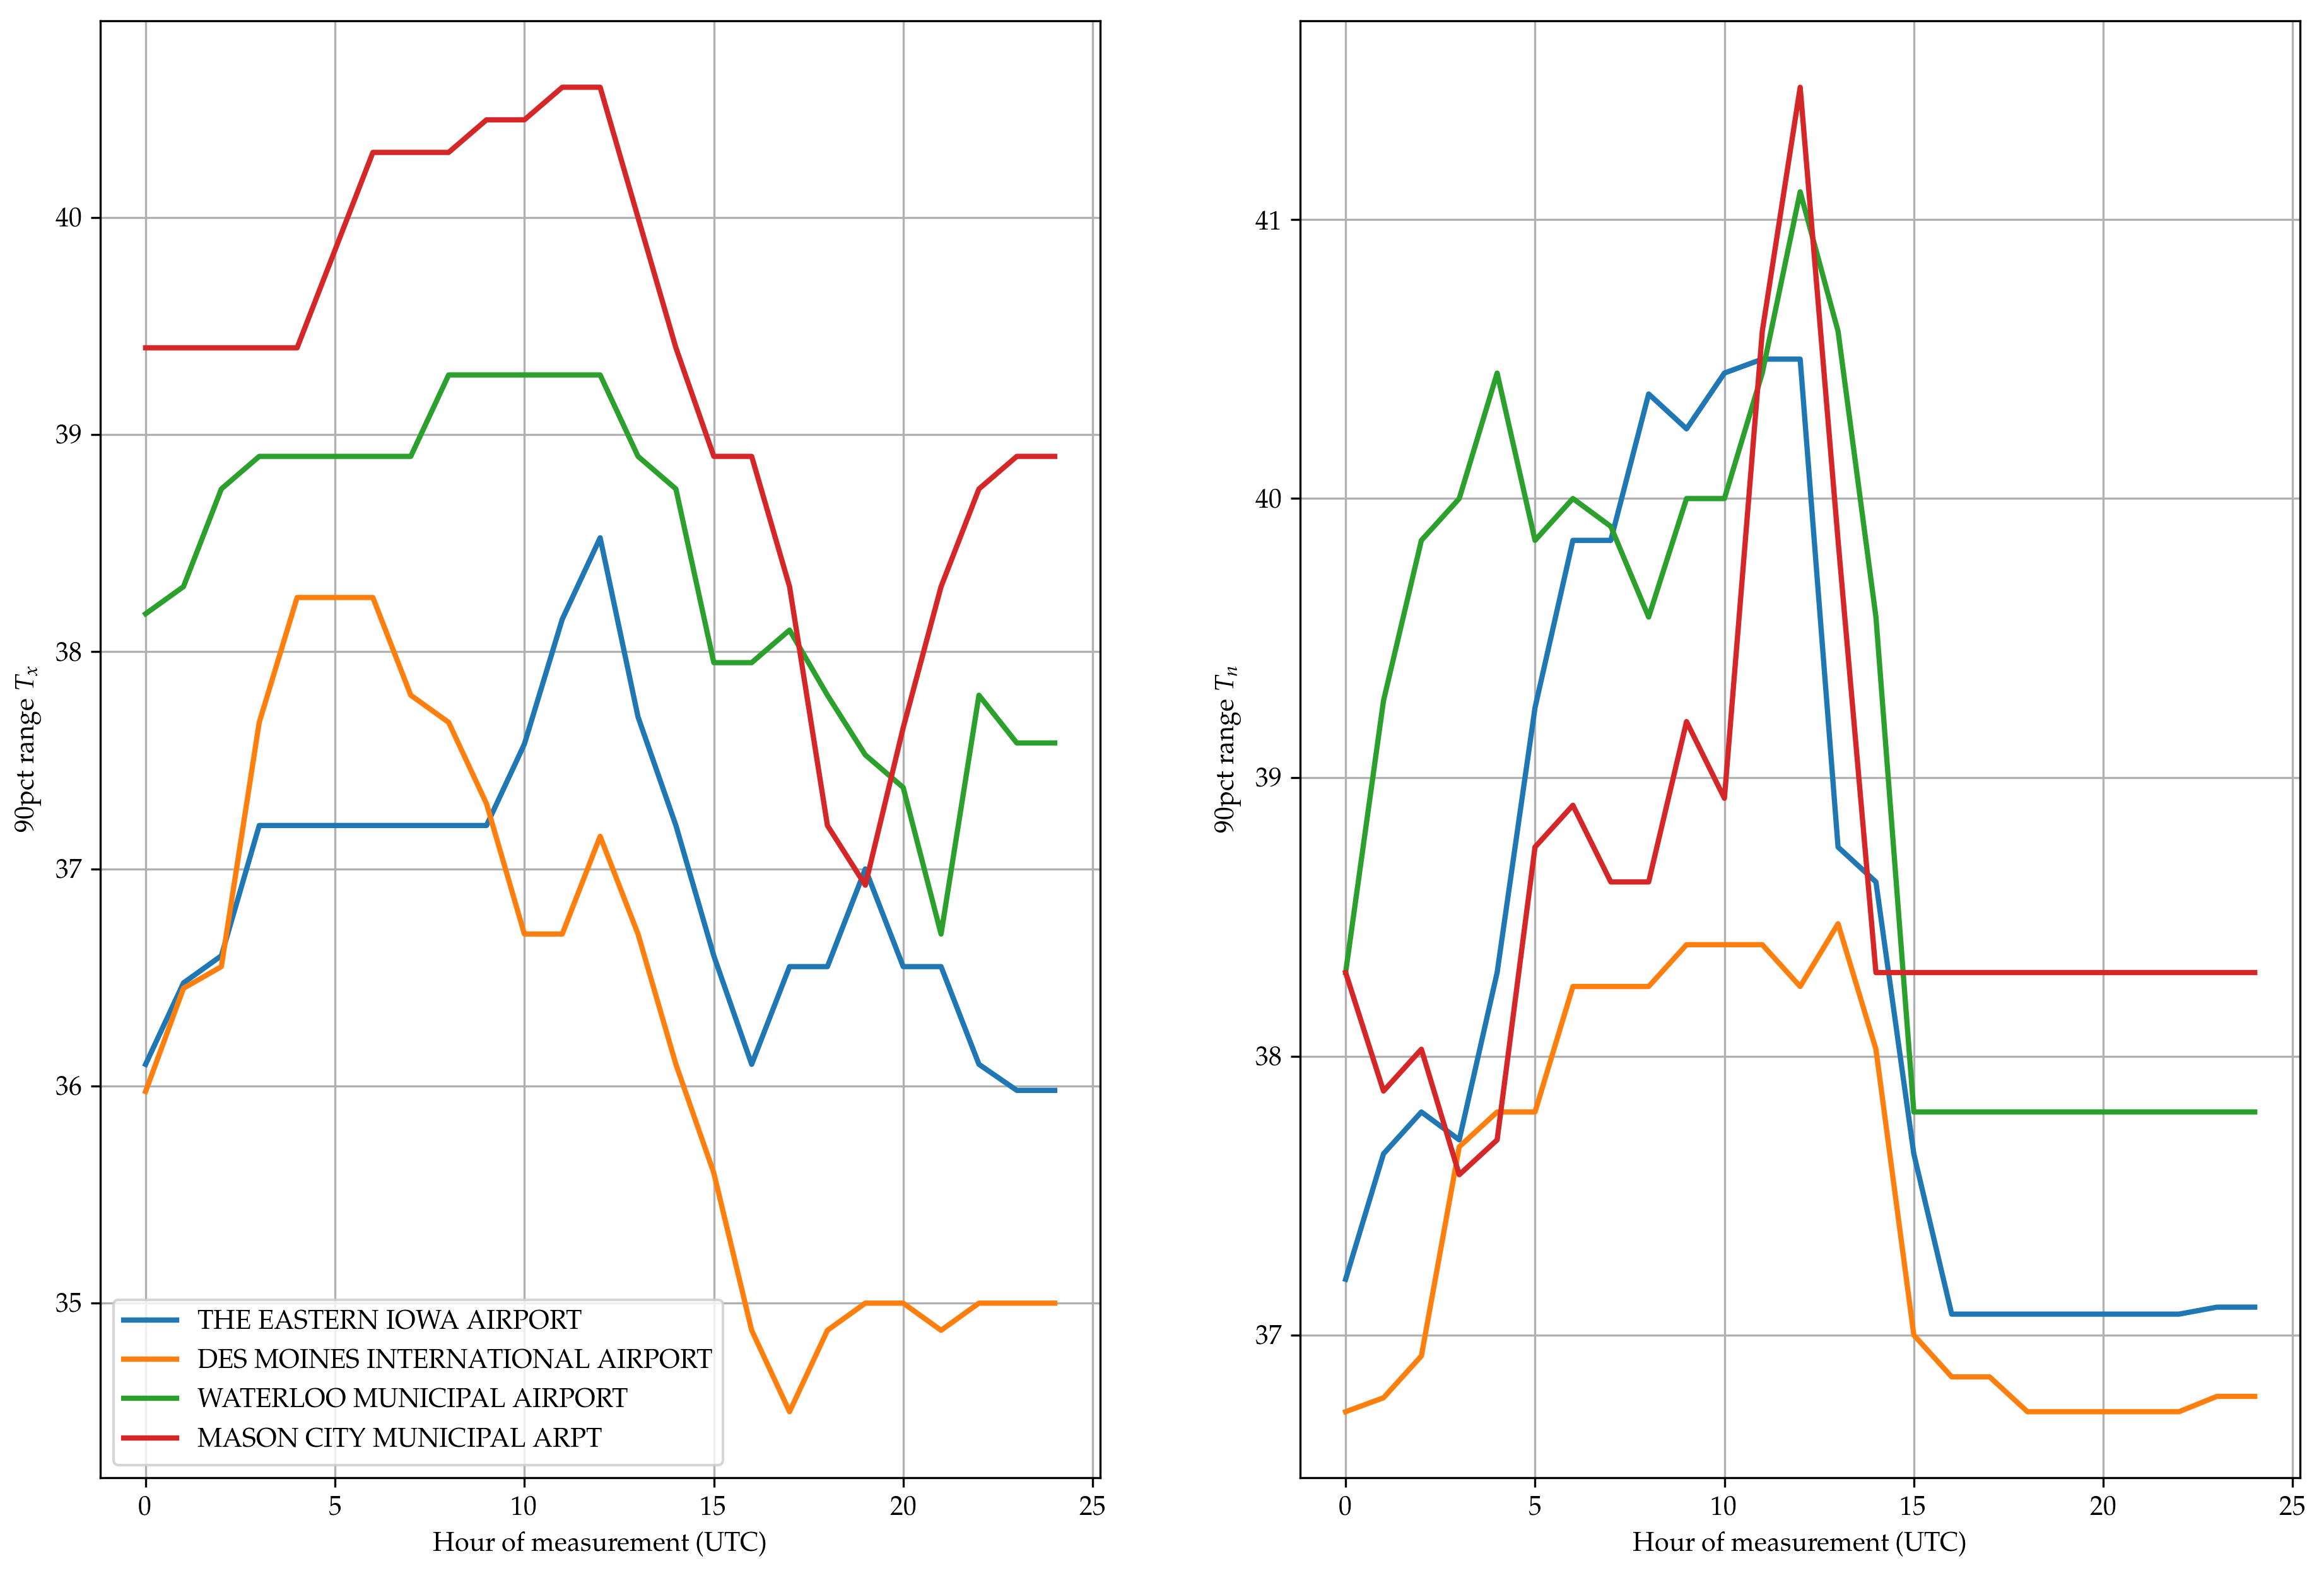 90pct range Tx
40
39
38
37
36
35
0 5 10 15 20 25
Hour of measurement (UTC)
THE EASTERN IOWA AIRPORT
DES MOINES INTERNATIONAL AIRPORT
WATERLOO MUNICIPAL AIRPORT
MASON CITY MUNICIPAL ARPT
90pct range Tn
41
40
39
38
37
0 5 10 15 20 25
Hour of measurement (UTC)